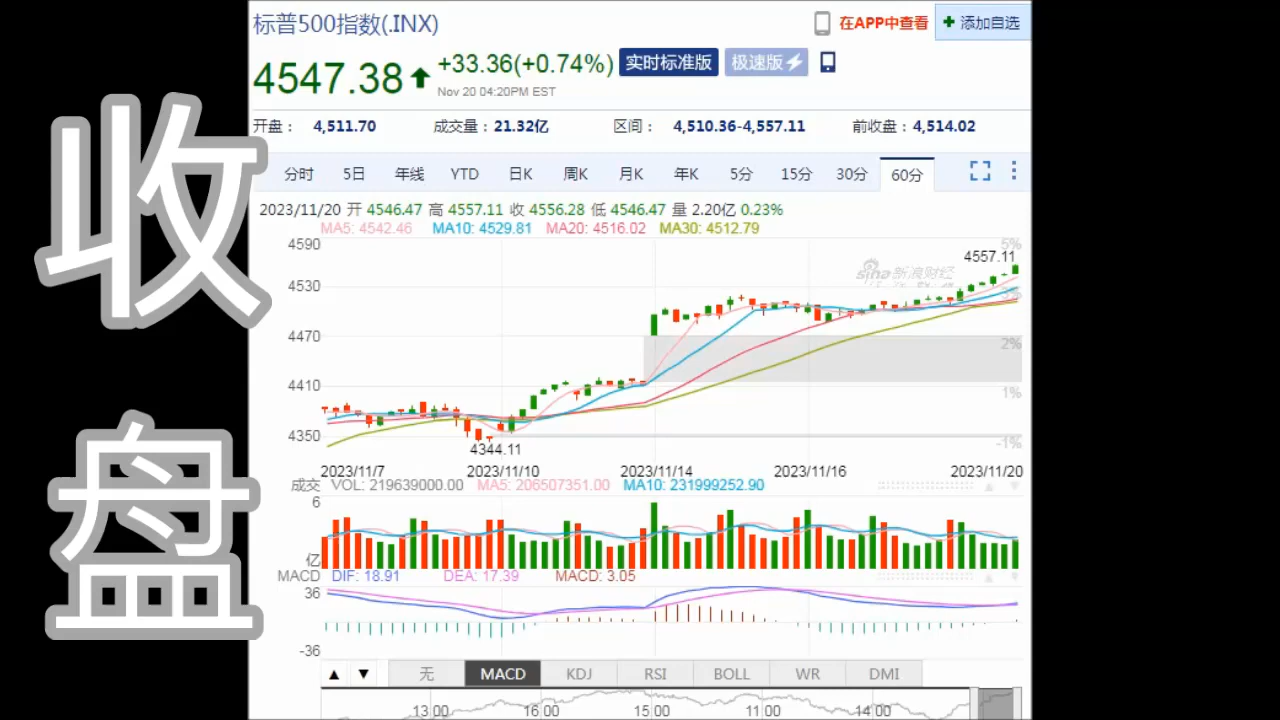 收
盘
标普500指数(.INX)
在APP中查看
添加自选
4547.38
+33.36(+0.74%)
实时标准版
极速版
Nov 20 04:20PM EST
开盘： 4,511.70
成交量：21.32亿
区间： 4,510.36-4,557.11
前收盘：4,514.02
分时 5日 年线 YTD 日K 周K 月K 年K 5分 15分 30分 60分
2023/11/20 开 4546.47 高 4557.11 收 4556.28 低 4546.47 量 2.20亿 0.23%
MA5: 4542.46 MA10: 4529.81 MA20: 4516.02 MA30: 4512.79
4590 5%
4557.11
sina 新浪财经
4530 3%
4470 2%
4410 1%
4350 -1%
4344.11
2023/11/7 2023/11/10 2023/11/14 2023/11/16 2023/11/20
成交 VOL: 219639000.00 MA5: 206507351.00 MA10: 231999252.90
6
亿
MACD DIF: 18.91 DEA: 17.39 MACD: 3.05
36
-36
无 MACD KDJ RSI BOLL WR DMI
13:00 16:00 15:00 11:00 14:00